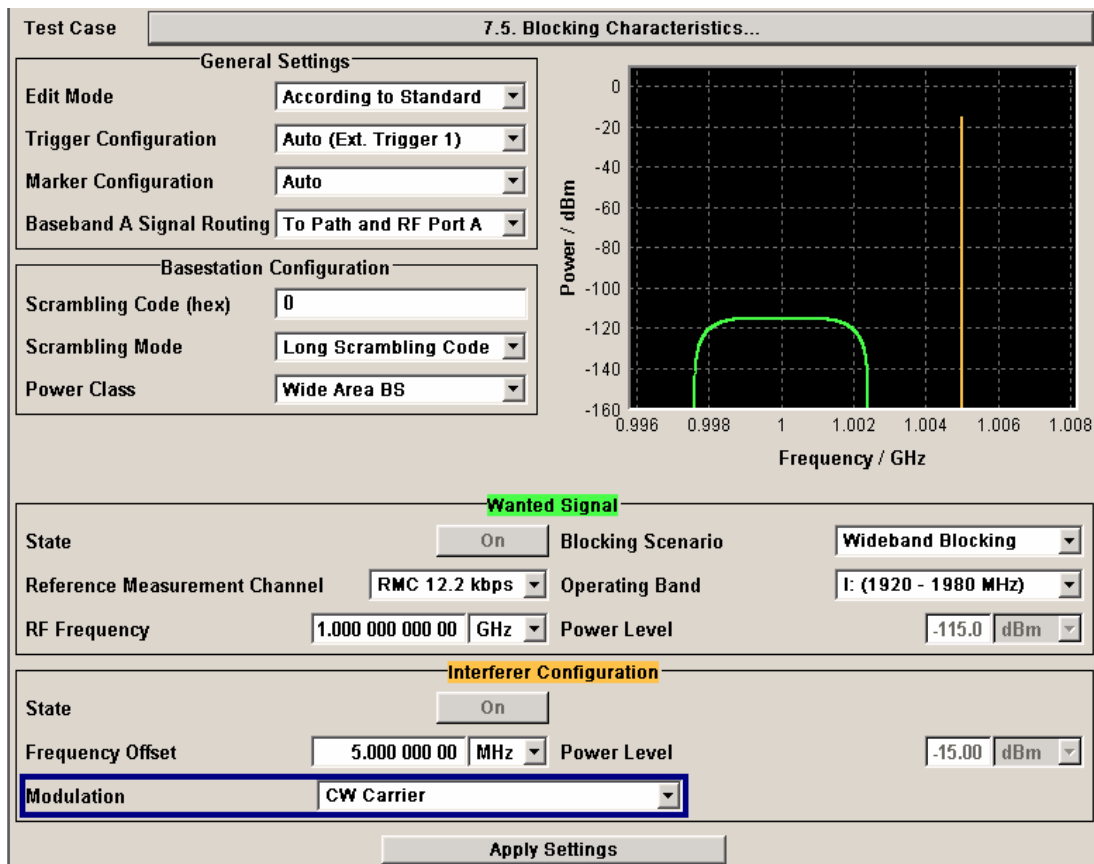 Test Case
7.5. Blocking Characteristics...
General Settings
Edit Mode
According to Standard
Trigger Configuration
Auto (Ext. Trigger 1)
Marker Configuration
Auto
Baseband A Signal Routing
To Path and RF Port A
Basestation Configuration
Scrambling Code (hex)
0
Scrambling Mode
Long Scrambling Code
Power Class
Wide Area BS
Power / dBm
0
-20
-40
-60
-80
-100
-120
-140
-160
0.996 0.998 1 1.002 1.004 1.006 1.008
Frequency / GHz
Wanted Signal
State
On
Blocking Scenario
Wideband Blocking
Reference Measurement Channel
RMC 12.2 kbps
Operating Band
I: (1920 - 1980 MHz)
RF Frequency
1.000 000 000 00 GHz
Power Level
-115.0 dBm
Interferer Configuration
State
On
Frequency Offset
5.000 000 00 MHz
Power Level
-15.00 dBm
Modulation
CW Carrier
Apply Settings